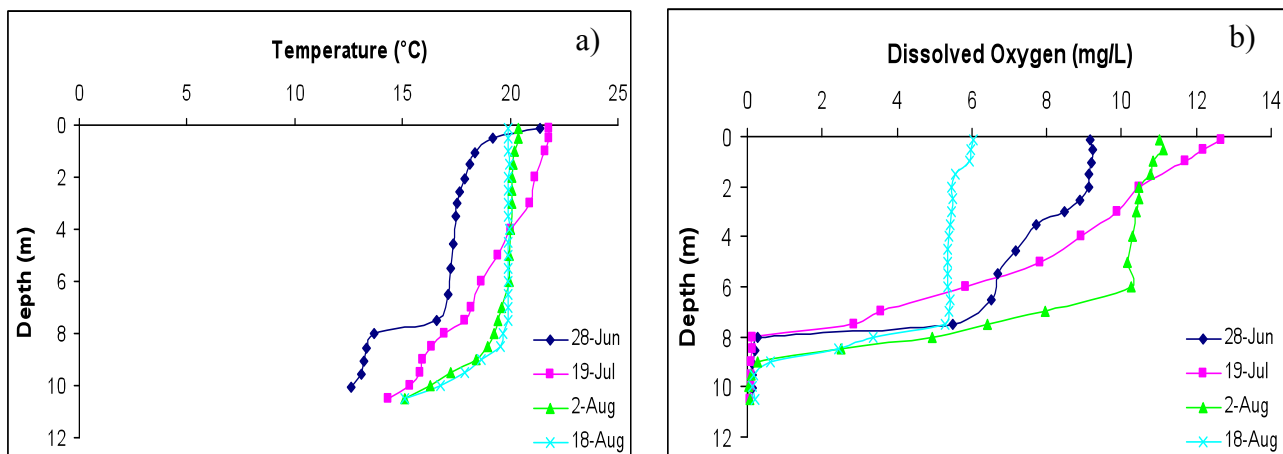 a)
Temperature (°C)
0 5 10 15 20 25
0
2
4
6
8
10
12
Depth (m)
28-Jun
19-Jul
2-Aug
18-Aug
b)
Dissolved Oxygen (mg/L)
0 2 4 6 8 10 12 14
0
2
4
6
8
10
12
Depth (m)
28-Jun
19-Jul
2-Aug
18-Aug